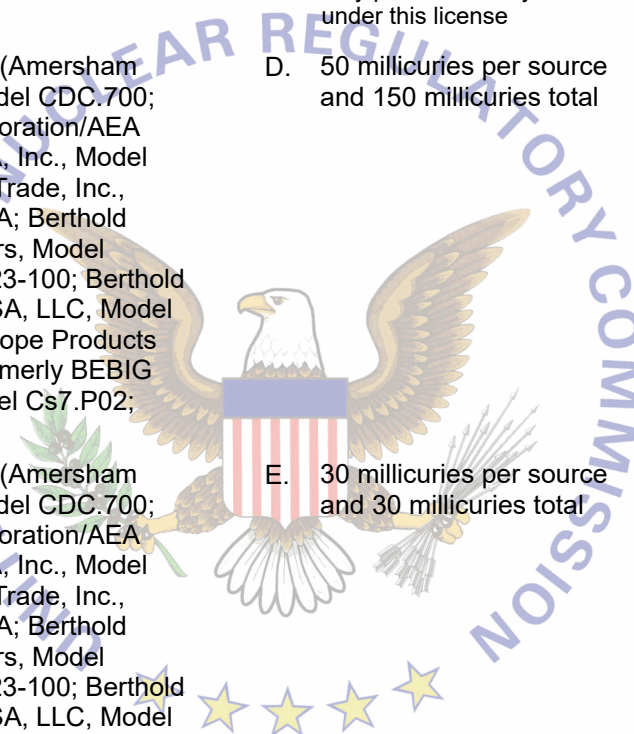 under this license
(Amersham
del CDC.700;
oration/AEA
, Inc., Model
Trade, Inc.,
A; Berthold
rs, Model
23-100; Berthold
SA, LLC, Model
ope Products
merly BEBIG
el Cs7.P02;
D. 50 millicuries per source
and 150 millicuries total
(Amersham
del CDC.700;
oration/AEA
, Inc., Model
Trade, Inc.,
A; Berthold
rs, Model
23-100; Berthold
SA, LLC, Model
E. 30 millicuries per source
and 30 millicuries total
UNIT
NUCLEAR REGULATORY COMMISSION